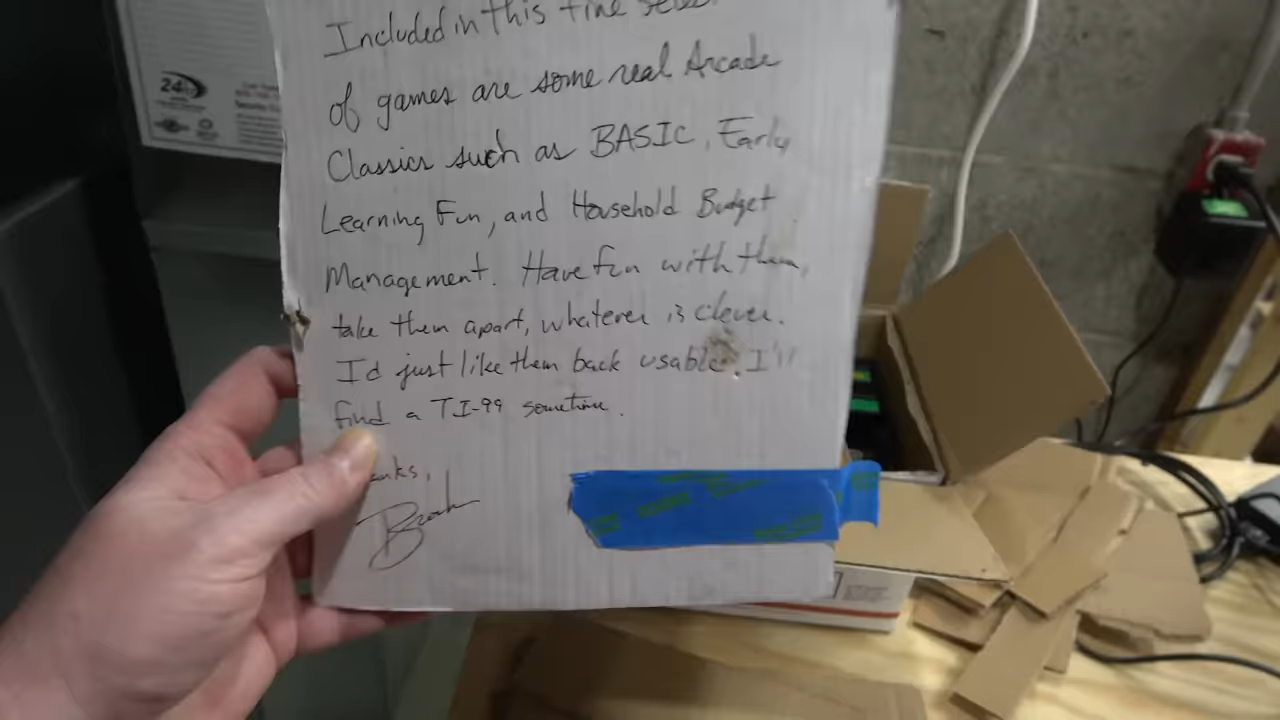 Included in this fine
of games are some real Arcade
Classics such as BASIC, Early
Learning Fun, and Household Budget
Management. Have fun with them,
take them apart, whatever is clever.
I'd just like them back usable. I'll
find a TI-99 sometime.
anks,
24